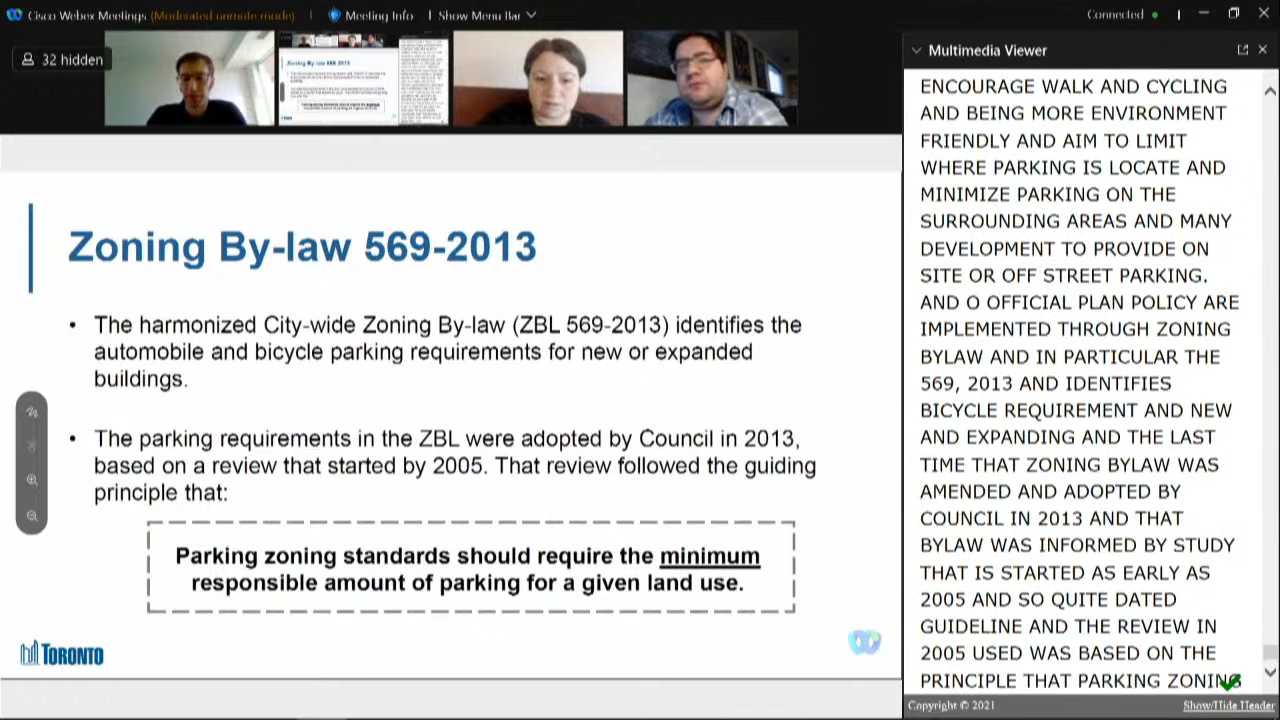 Cisco Webex Meetings (Moderated unmute mode) | Meeting Info | Show Menu Bar
Connected
32 hidden
Zoning By-law 569-2013
Multimedia Viewer
Zoning By-law 569-2013
• The harmonized City-wide Zoning By-law (ZBL 569-2013) identifies the
automobile and bicycle parking requirements for new or expanded
buildings.
• The parking requirements in the ZBL were adopted by Council in 2013,
based on a review that started by 2005. That review followed the guiding
principle that:
Parking zoning standards should require the minimum
responsible amount of parking for a given land use.
TORONTO
ENCOURAGE WALK AND CYCLING
AND BEING MORE ENVIRONMENT
FRIENDLY AND AIM TO LIMIT
WHERE PARKING IS LOCATE AND
MINIMIZE PARKING ON THE
SURROUNDING AREAS AND MANY
DEVELOPMENT TO PROVIDE ON
SITE OR OFF STREET PARKING.
AND O OFFICIAL PLAN POLICY ARE
IMPLEMENTED THROUGH ZONING
BYLAW AND IN PARTICULAR THE
569, 2013 AND IDENTIFIES
BICYCLE REQUIREMENT AND NEW
AND EXPANDING AND THE LAST
TIME THAT ZONING BYLAW WAS
AMENDED AND ADOPTED BY
COUNCIL IN 2013 AND THAT
BYLAW WAS INFORMED BY STUDY
THAT IS STARTED AS EARLY AS
2005 AND SO QUITE DATED
GUIDELINE AND THE REVIEW IN
2005 USED WAS BASED ON THE
PRINCIPLE THAT PARKING ZONING
Copyright © 2021
Show/Hide Header